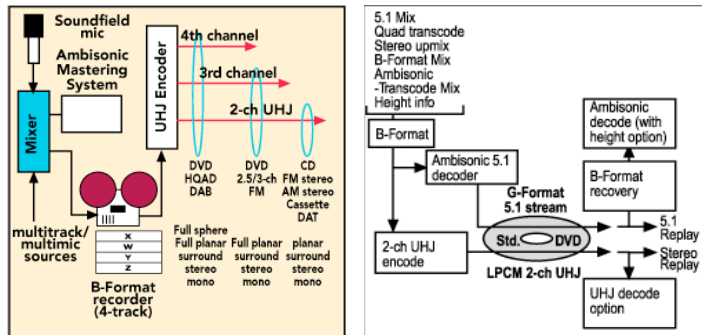 Soundfield
mic
Ambisonic
Mastering
System
Mixer
UHJ Encoder
4th channel
3rd channel
2-ch UHJ
DVD
HQAD
DAB
DVD
2.5/3-ch
FM
CD
FM stereo
AM stereo
Cassette
DAT
multitrack/
multimic
sources
X
W
Y
Z
B-Format
recorder
(4-track)
Full sphere
Full planar
surround
stereo
mono
Full planar
surround
stereo
mono
planar
surround
stereo
mono
5.1 Mix
Quad transcode
Stereo upmix
B-Format Mix
Ambisonic
-Transcode Mix
Height info
B-Format
Ambisonic 5.1
decoder
2-ch UHJ
encode
G-Format
5.1 stream
Std.
DVD
LPCM 2-ch UHJ
Ambisonic
decode (with
height option)
B-Format
recovery
5.1
Replay
Stereo
Replay
UHJ decode
option